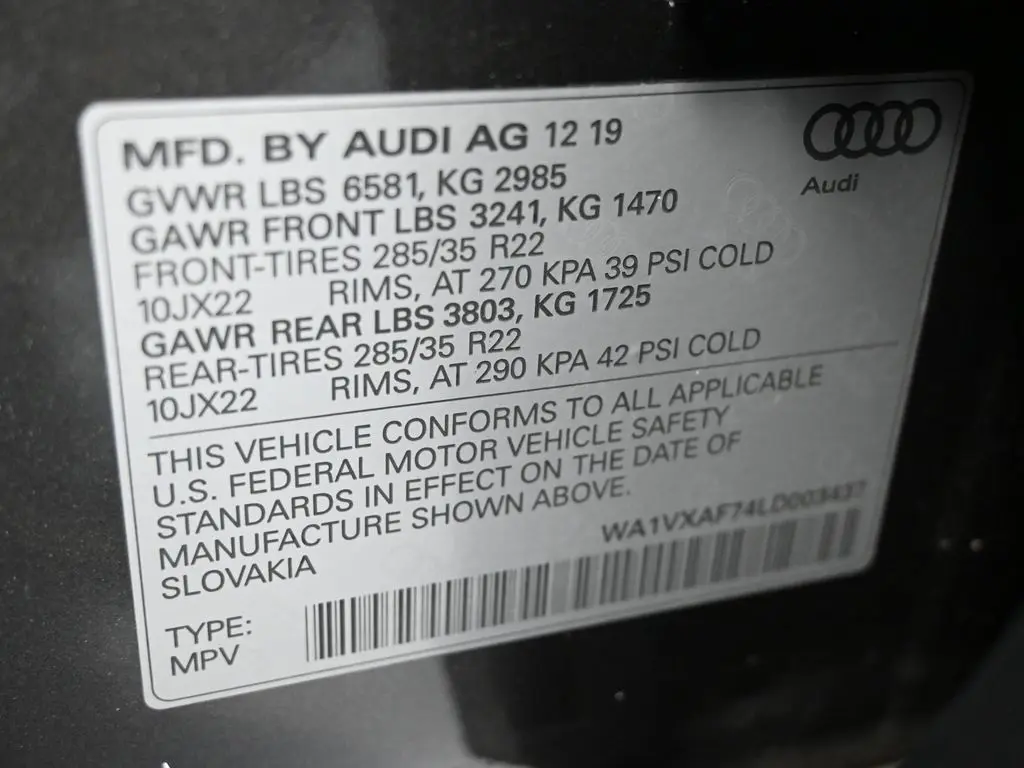 MFD. BY AUDI AG 12 19
Audi
GVWR LBS 6581, KG 2985
GAWR FRONT LBS 3241, KG 1470
FRONT-TIRES 285/35 R22
10JX22 RIMS, AT 270 KPA 39 PSI COLD
GAWR REAR LBS 3803, KG 1725
REAR-TIRES 285/35 R22
10JX22 RIMS, AT 290 KPA 42 PSI COLD
THIS VEHICLE CONFORMS TO ALL APPLICABLE
U.S. FEDERAL MOTOR VEHICLE SAFETY
STANDARDS IN EFFECT ON THE DATE OF
MANUFACTURE SHOWN ABOVE.
SLOVAKIA
WA1VXAF74LD003437
TYPE:
MPV